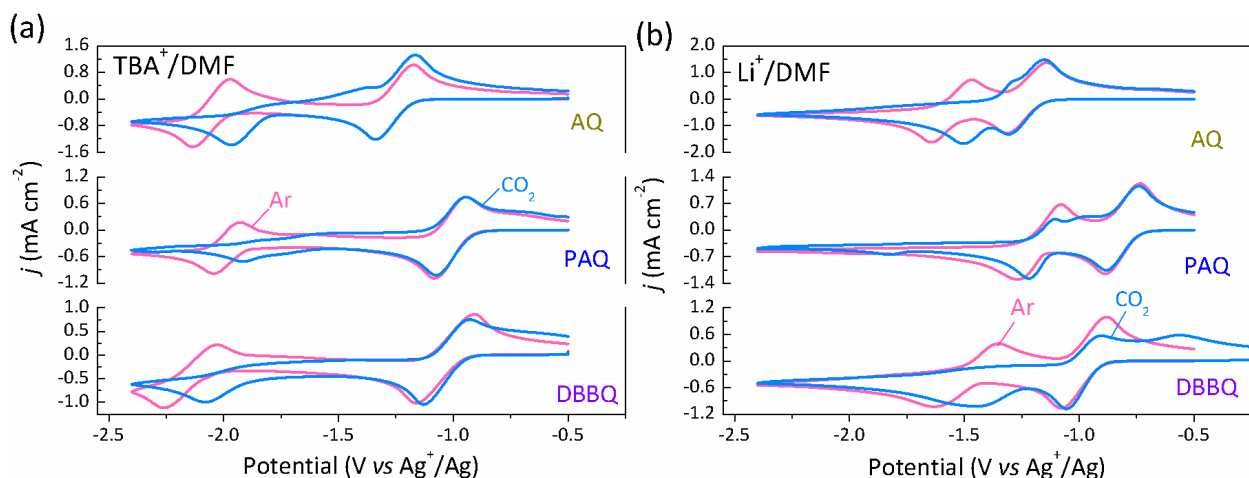 (a)
TBA⁺/DMF
1.6
0.8
0.0
-0.8
-1.6
AQ
1.2
0.6
0.0
-0.6
-1.2
Ar
CO₂
PAQ
1.0
0.5
0.0
-0.5
-1.0
DBBQ
j (mA cm⁻²)
-2.5
-2.0
-1.5
-1.0
-0.5
Potential (V vs Ag⁺/Ag)
(b)
Li⁺/DMF
2.0
1.0
0.0
-1.0
-2.0
AQ
1.4
0.7
0.0
-0.7
-1.4
PAQ
1.2
0.6
0.0
-0.6
-1.2
Ar
CO₂
DBBQ
j (mA cm⁻²)
-2.5
-2.0
-1.5
-1.0
-0.5
Potential (V vs Ag⁺/Ag)